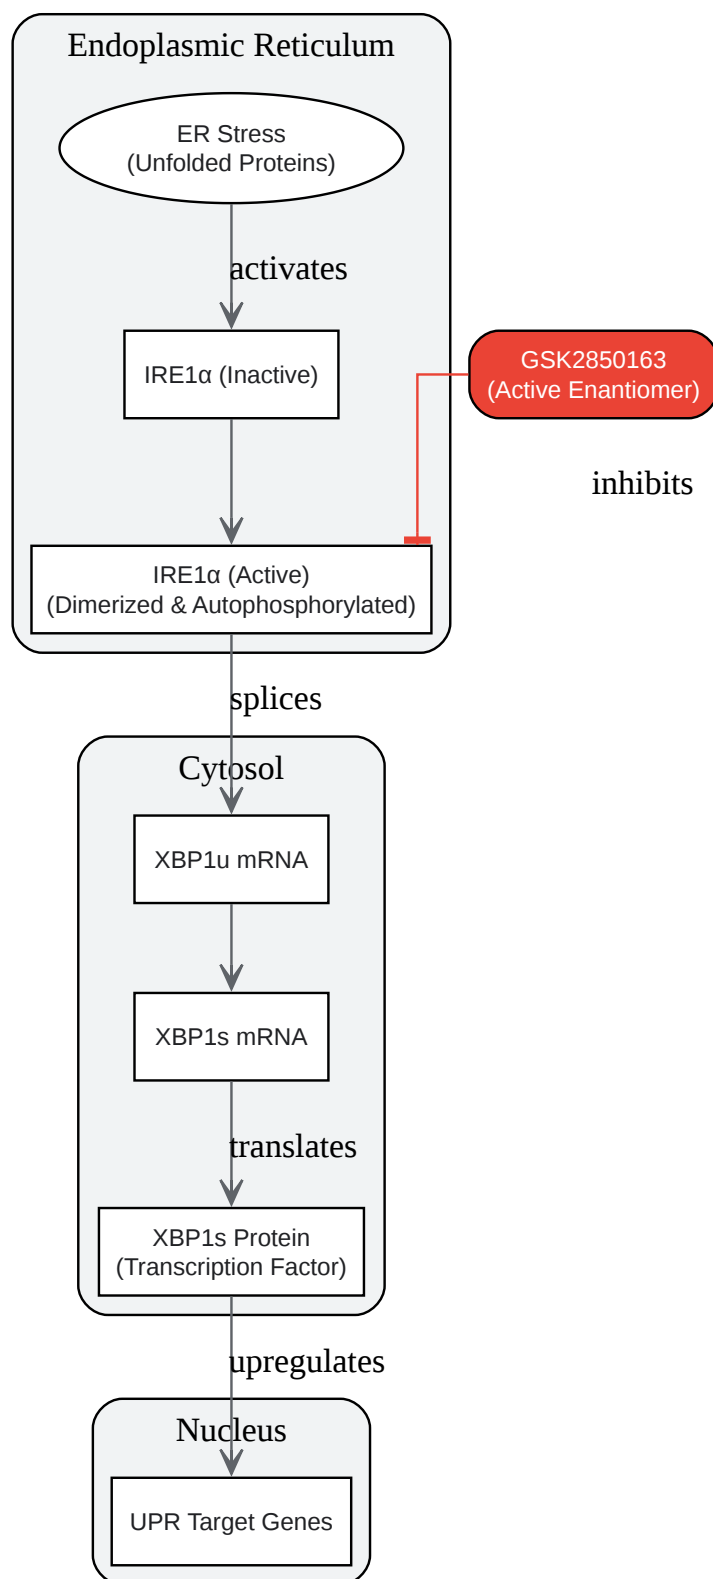 Endoplasmic Reticulum
ER Stress
(Unfolded Proteins)
activates
IRE1α (Inactive)
GSK2850163
(Active Enantiomer)
inhibits
IRE1α (Active)
(Dimerized & Autophosphorylated)
splices
Cytosol
XBP1u mRNA
XBP1s mRNA
translates
XBP1s Protein
(Transcription Factor)
upregulates
Nucleus
UPR Target Genes